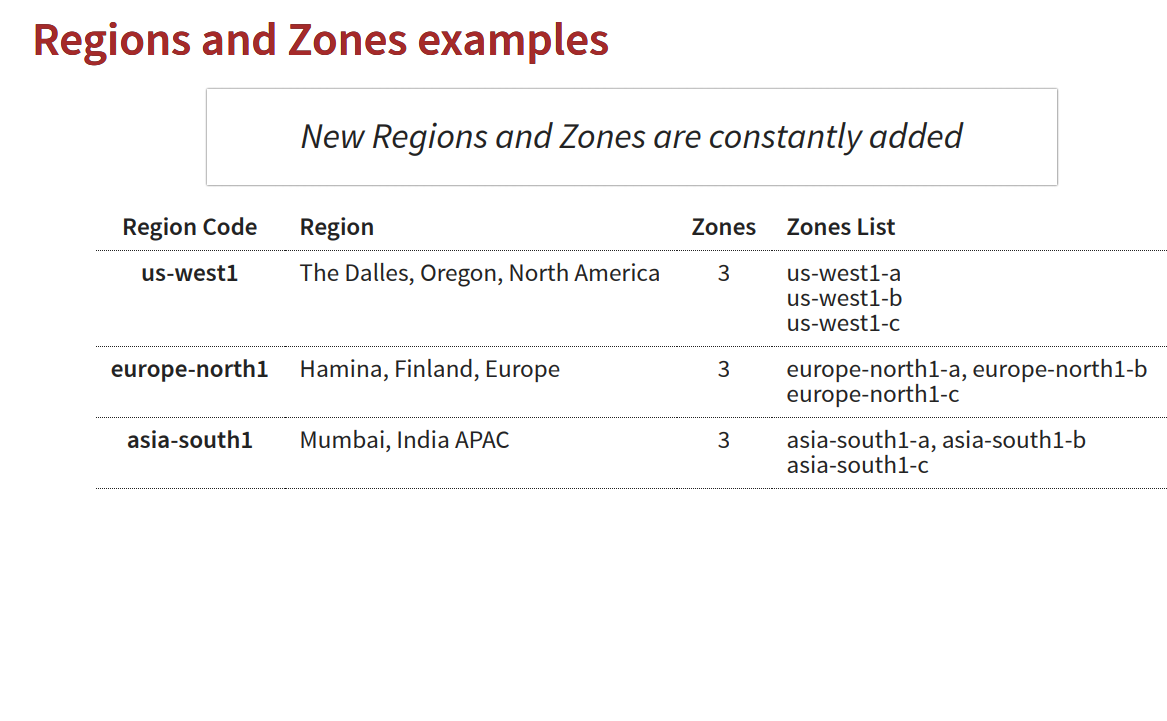 Regions and Zones examples
New Regions and Zones are constantly added
Region Code Region Zones Zones List
us-west1 The Dalles, Oregon, North America 3 us-west1-a
us-west1-b
us-west1-c
europe-north1 Hamina, Finland, Europe 3 europe-north1-a, europe-north1-b
europe-north1-c
asia-south1 Mumbai, India APAC 3 asia-south1-a, asia-south1-b
asia-south1-c